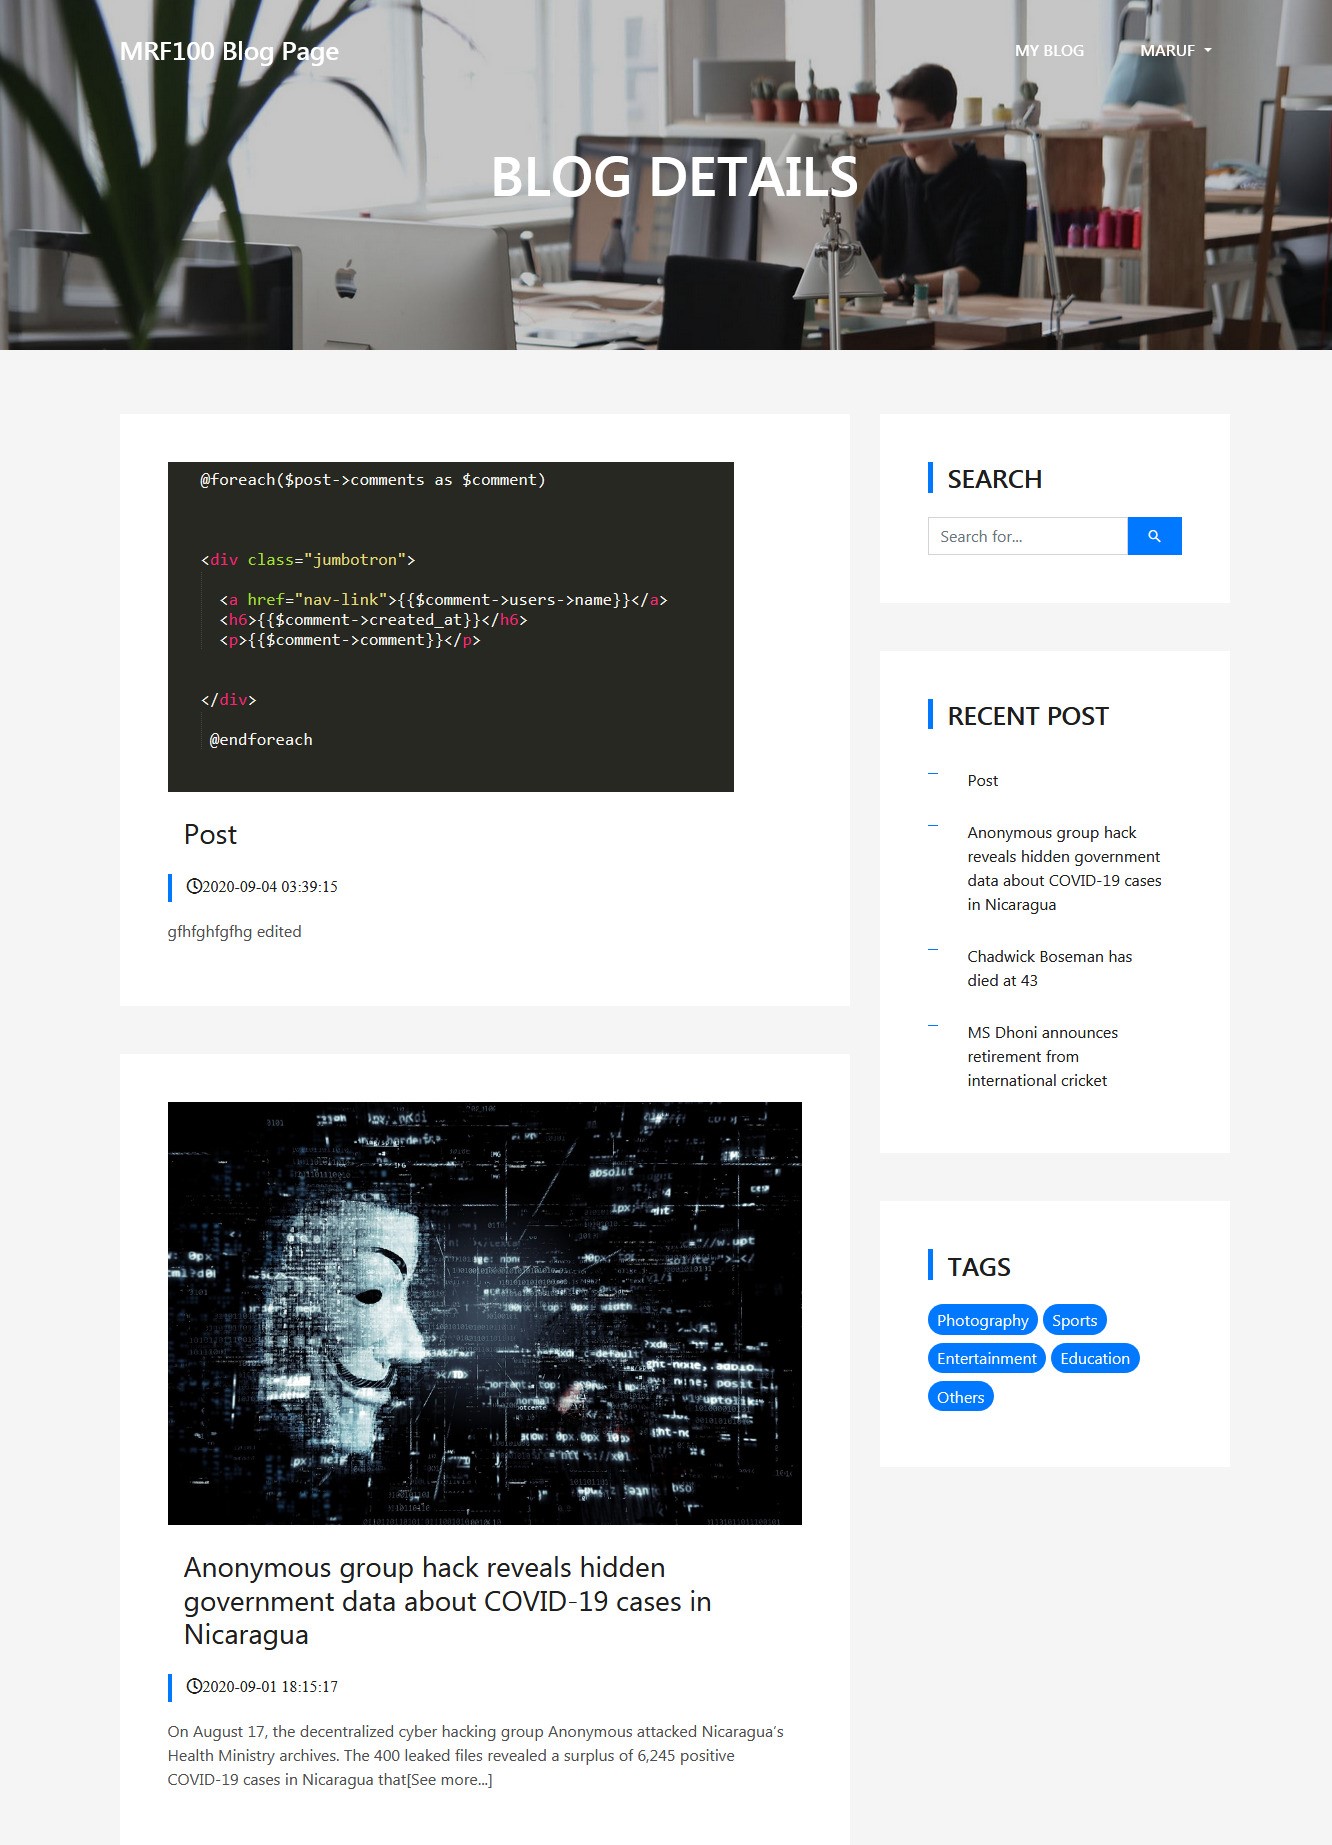 MRF100 Blog Page
MY BLOG
MARUF
BLOG DETAILS
@foreach($post->comments as $comment)
<div class="jumbotron">
<a href="nav-link">{{$comment->users->name}}</a>
<h6>{{$comment->created_at}}</h6>
<p>{{$comment->comment}}</p>
</div>
@endforeach
Post
2020-09-04 03:39:15
gfhfghfgfhg edited
Anonymous group hack reveals hidden
government data about COVID-19 cases in
Nicaragua
2020-09-01 18:15:17
On August 17, the decentralized cyber hacking group Anonymous attacked Nicaragua's
Health Ministry archives. The 400 leaked files revealed a surplus of 6,245 positive
COVID-19 cases in Nicaragua that[See more...]
SEARCH
Search for...
RECENT POST
Post
Anonymous group hack
reveals hidden government
data about COVID-19 cases
in Nicaragua
Chadwick Boseman has
died at 43
MS Dhoni announces
retirement from
international cricket
TAGS
Photography Sports
Entertainment Education
Others